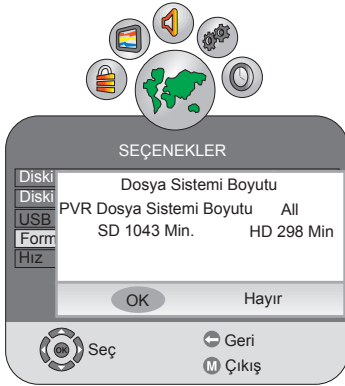 SEÇENEKLER
Diski
Diski
USB
Form
Hız
Dosya Sistemi Boyutu
PVR Dosya Sistemi Boyutu All
SD 1043 Min. HD 298 Min
OK Hayır
OK Seç
Geri
M Çıkış